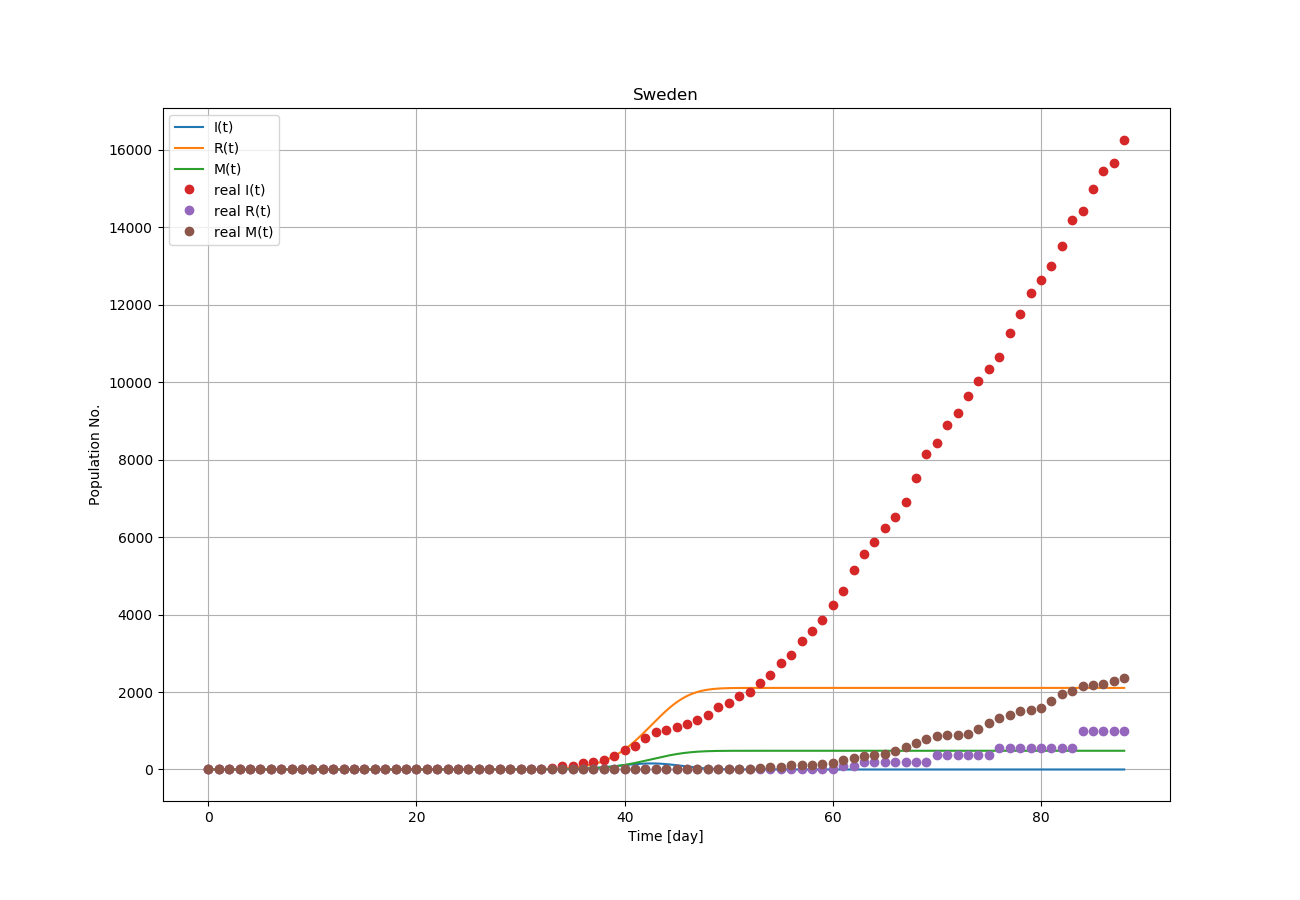 Sweden
I(t)
R(t)
M(t)
real I(t)
real R(t)
real M(t)
16000
14000
12000
10000
8000
6000
4000
2000
0
Population No.
0 20 40 60 80
Time [day]